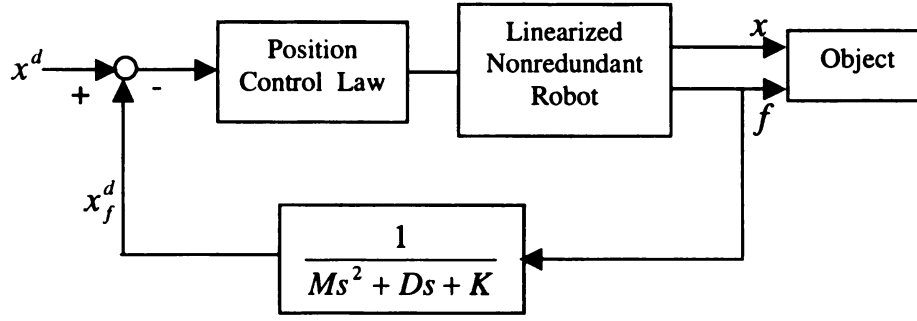 x^d
+
-
Position
Control Law
Linearized
Nonredundant
Robot
x
f
Object
x_f^d
1
Ms^2 + Ds + K